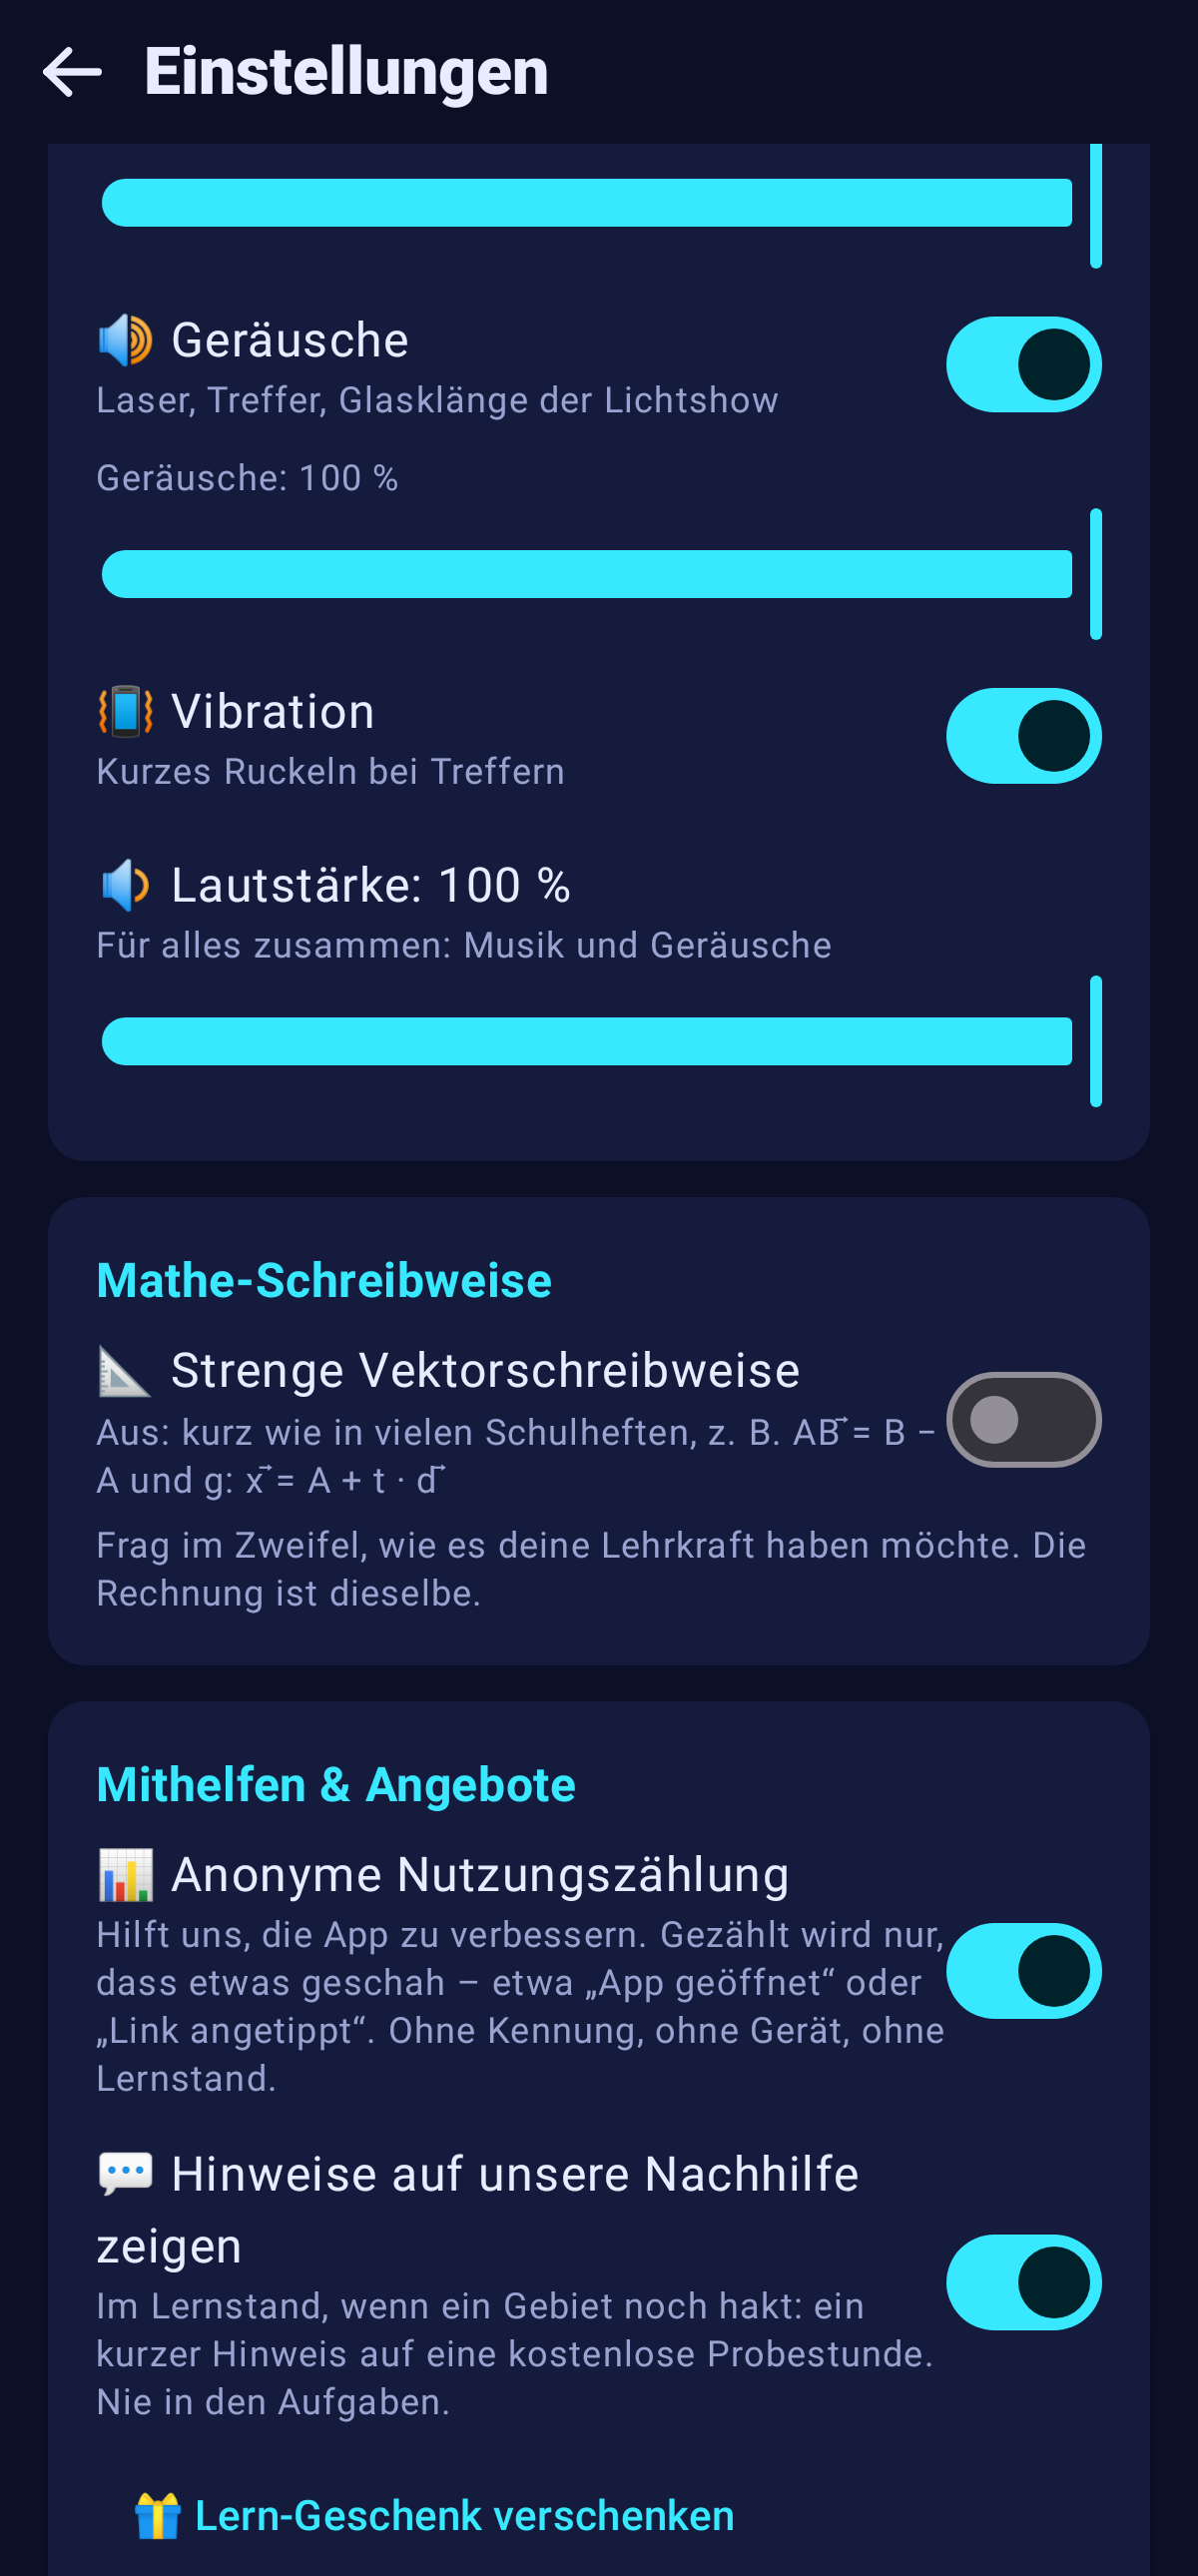 Einstellungen
🔊 Geräusche
Laser, Treffer, Glasklänge der Lichtshow
Geräusche: 100 %
📳 Vibration
Kurzes Ruckeln bei Treffern
🔉 Lautstärke: 100 %
Für alles zusammen: Musik und Geräusche
Mathe-Schreibweise
📐 Strenge Vektorschreibweise
Aus: kurz wie in vielen Schulheften, z. B. AB⃗ = B −
A und g: x⃗ = A + t · d⃗
Frag im Zweifel, wie es deine Lehrkraft haben möchte. Die
Rechnung ist dieselbe.
Mithelfen & Angebote
📊 Anonyme Nutzungszählung
Hilft uns, die App zu verbessern. Gezählt wird nur,
dass etwas geschah – etwa „App geöffnet“ oder
„Link angetippt“. Ohne Kennung, ohne Gerät, ohne
Lernstand.
💬 Hinweise auf unsere Nachhilfe
zeigen
Im Lernstand, wenn ein Gebiet noch hakt: ein
kurzer Hinweis auf eine kostenlose Probestunde.
Nie in den Aufgaben.
🎁 Lern-Geschenk verschenken